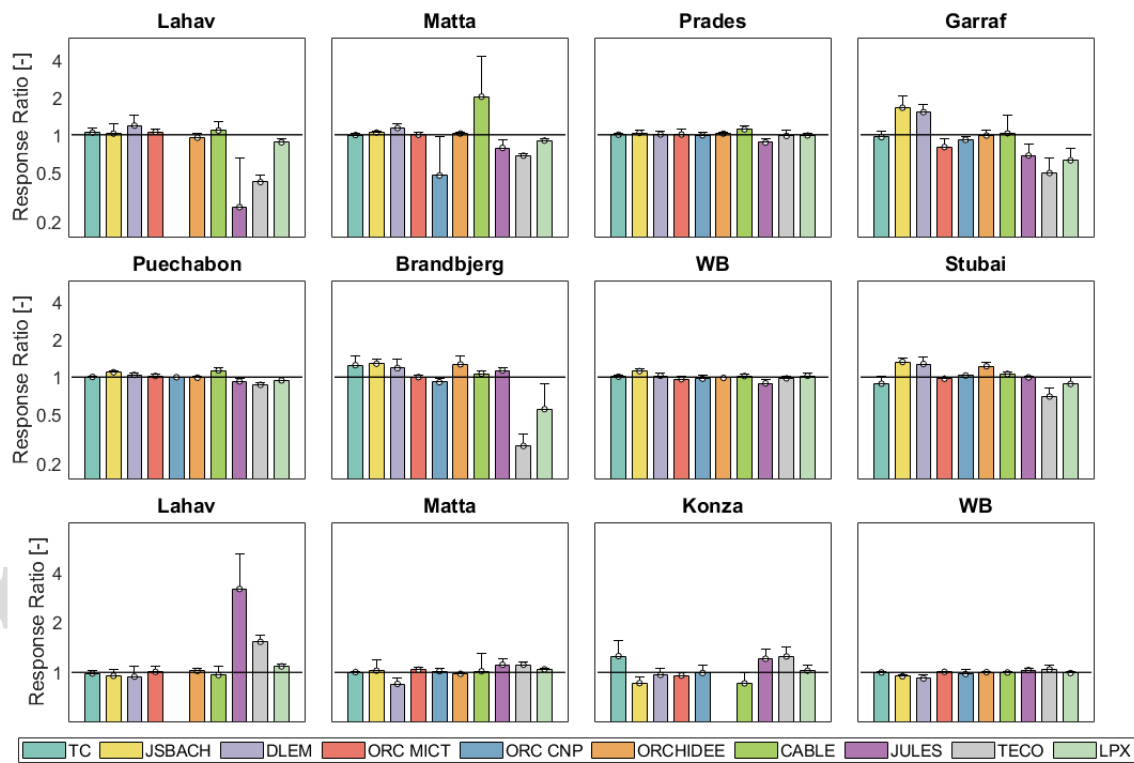 Lahav Matta Prades Garraf
Response Ratio [-]
4
2
1
0.5
0.2
Puechabon Brandbjerg WB Stubai
Response Ratio [-]
4
2
1
0.5
0.2
Lahav Matta Konza WB
Response Ratio [-]
4
2
1
TC JSBACH DLEM ORC MICT ORC CNP ORCHIDEE CABLE JULES TECO LPX